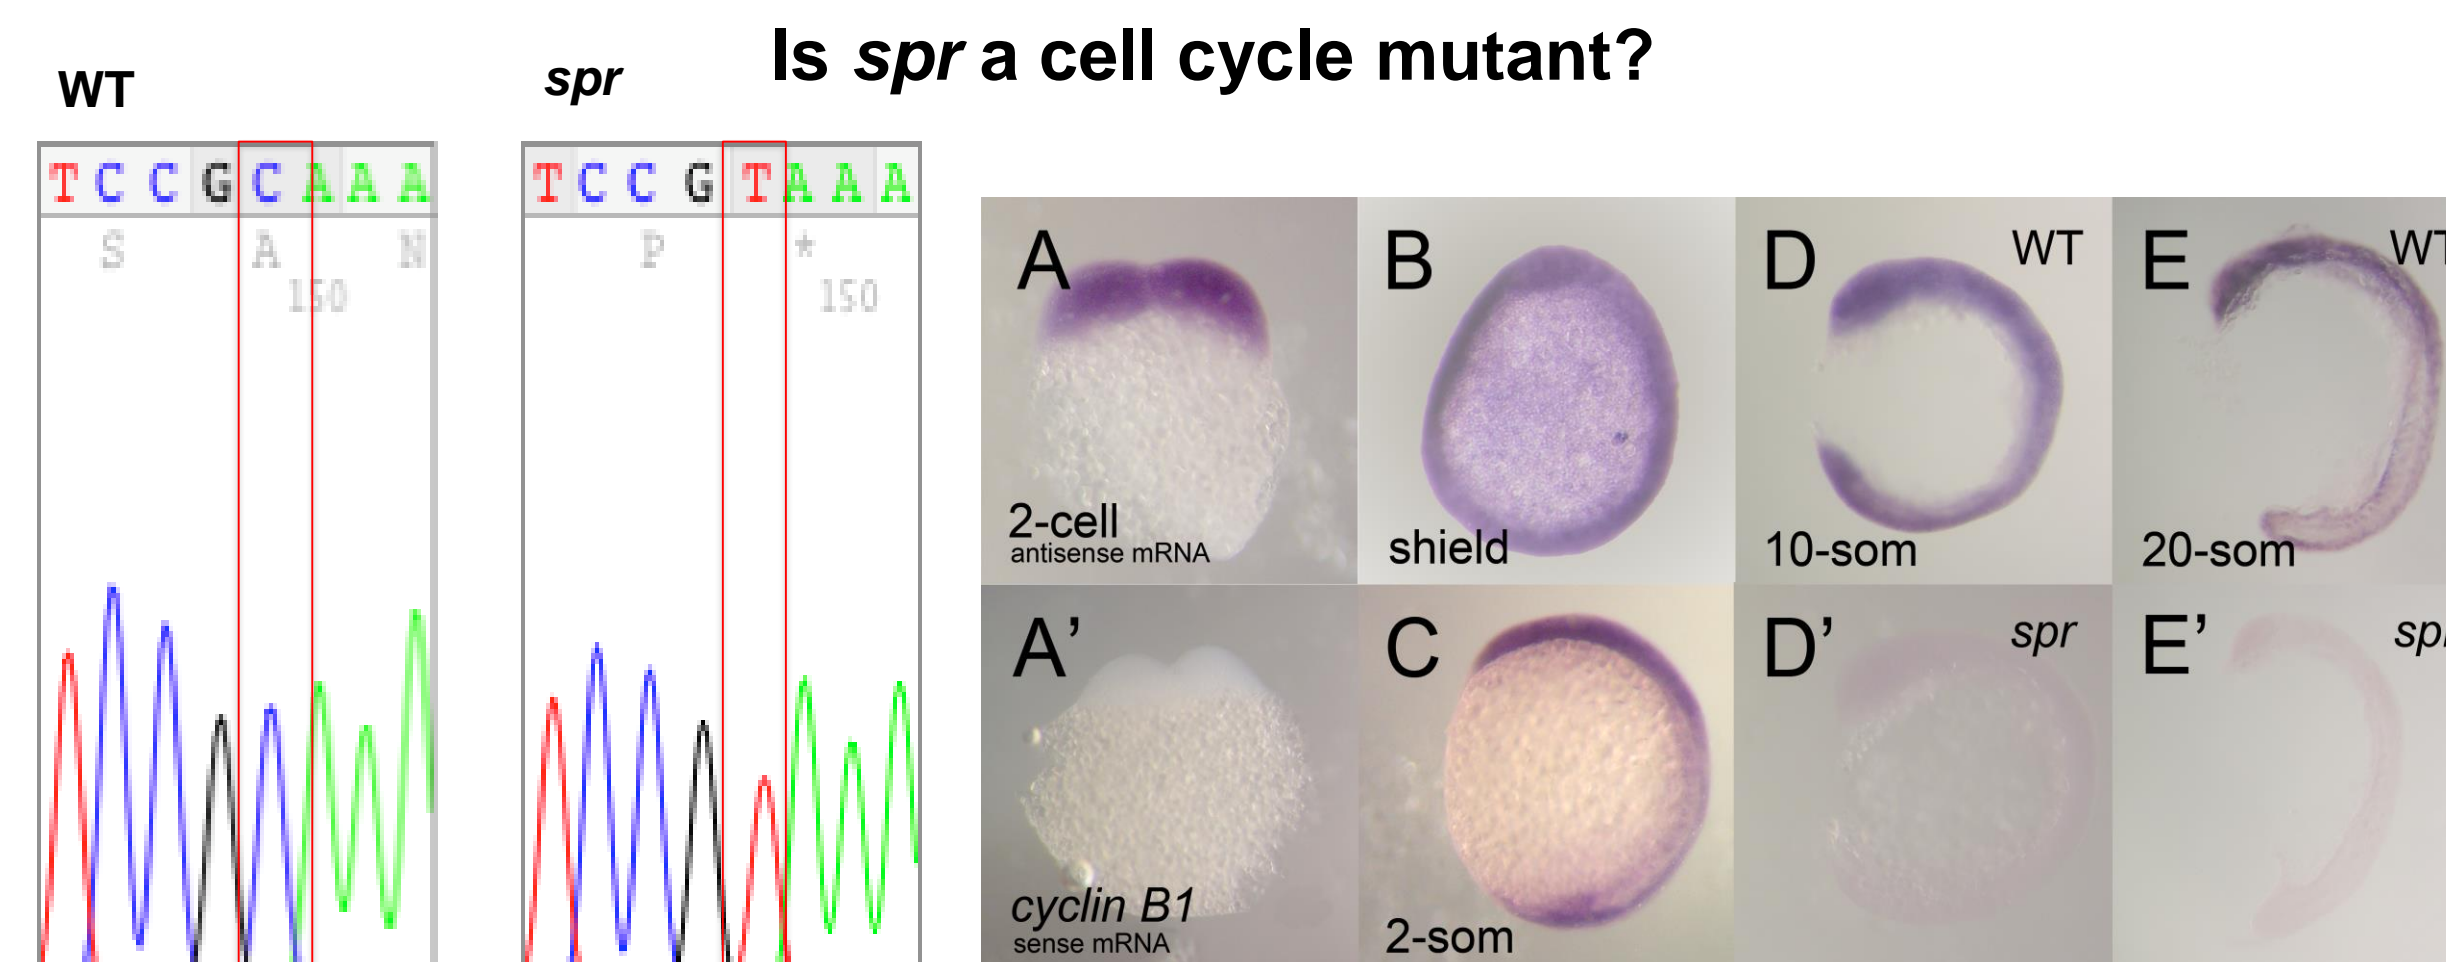 Is spr a cell cycle mutant?
WT
spr
T C C G C A A A
S A N
150
T C C G T A A A
P *
150
A
2-cell
antisense mRNA
B
shield
D
WT
10-som
E
20-som
A’
cyclin B1
sense mRNA
C
2-som
D’
spr
E’